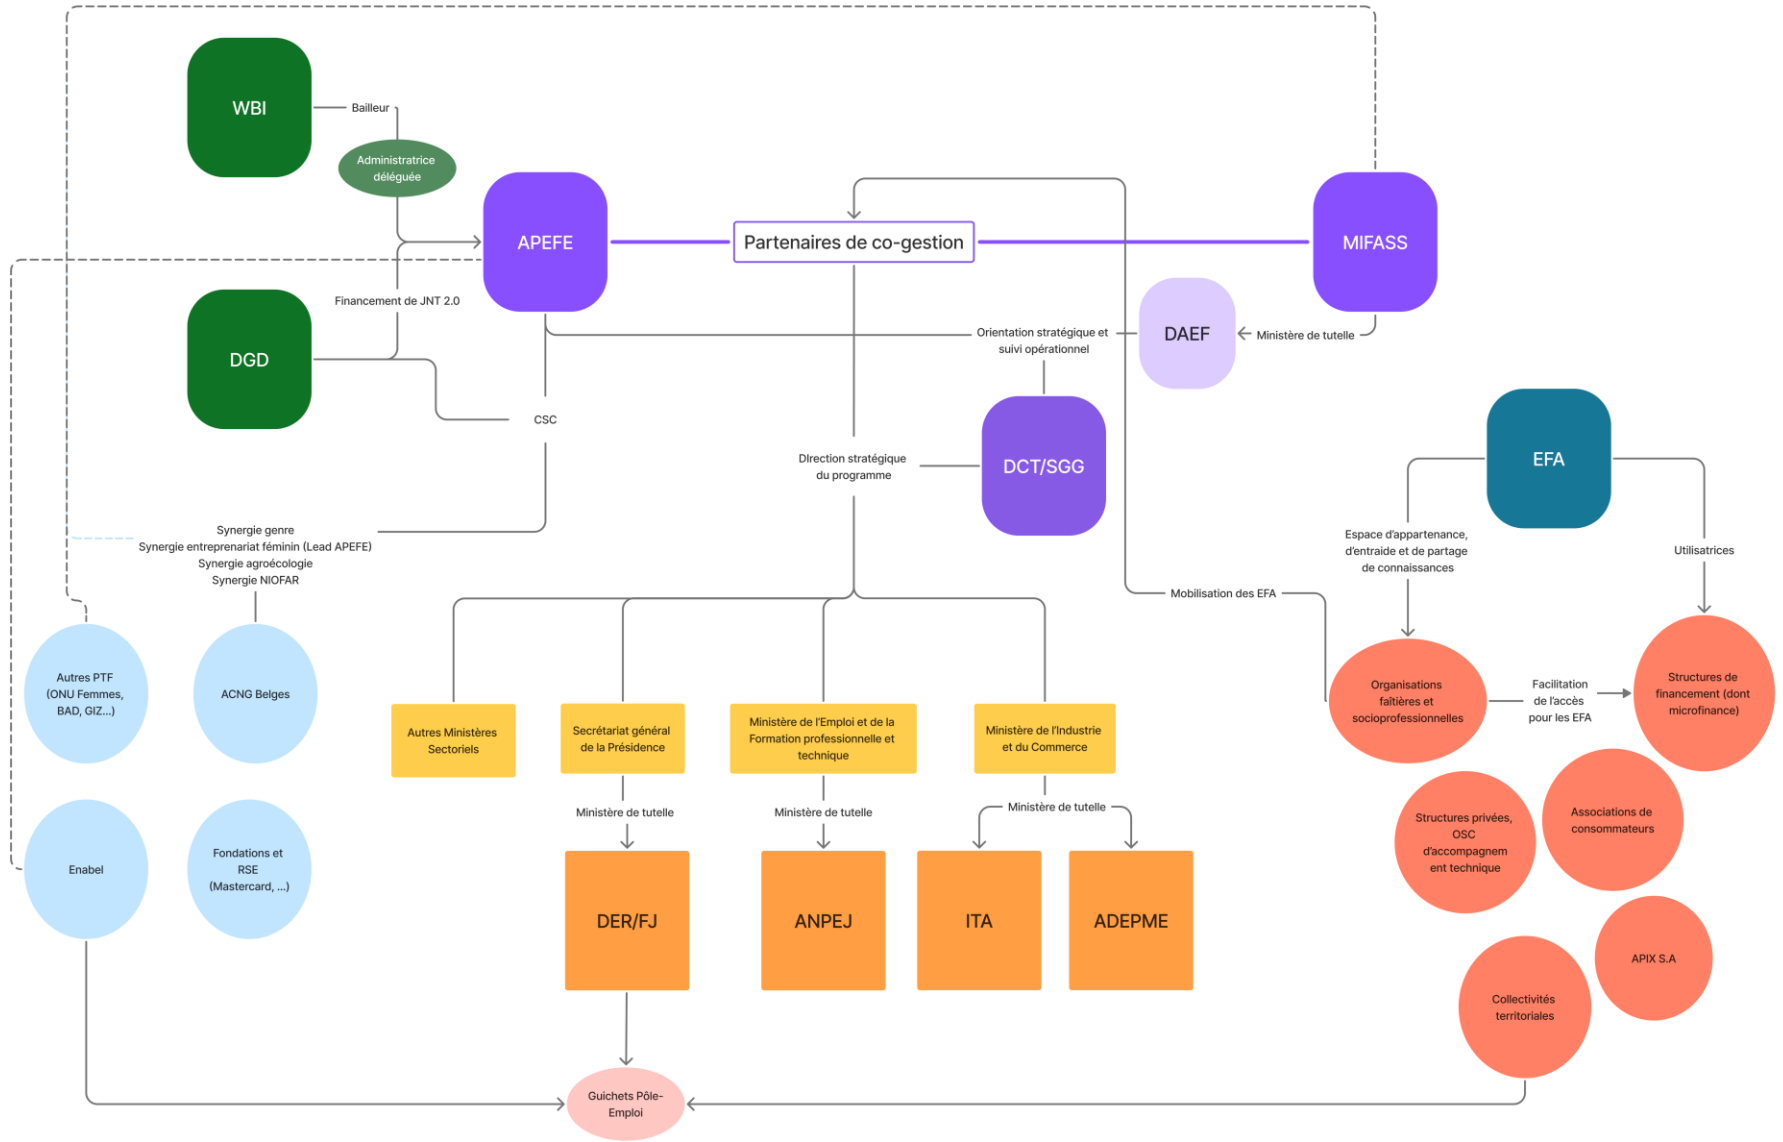 WBI
Bailleur
Administratrice
déléguée
APEFE
Partenaires de co-gestion
MIFASS
DGD
Financement de JNT 2.0
Orientation stratégique et
suivi opérationnel
DAEF
Ministère de tutelle
CSC
DIrection stratégique
du programme
DCT/SGG
EFA
Synergie genre
Synergie entreprenariat féminin (Lead APEFE)
Synergie agroécologie
Synergie NIOFAR
Espace d'appartenance,
d'entraide et de partage
de connaissances
Utilisatrices
Mobilisation des EFA
Autres PTF
(ONU Femmes,
BAD, GIZ...)
ACNG Belges
Autres Ministères
Sectoriels
Secrétariat général
de la Présidence
Ministère de l'Emploi et de la
Formation professionnelle et
technique
Ministère de l'Industrie
et du Commerce
Organisations
faîtières et
socioprofessionnelles
Facilitation
de l'accès
pour les EFA
Structures de
financement (dont
microfinance)
Ministère de tutelle
Ministère de tutelle
Ministère de tutelle
Structures privées,
OSC
d'accompagnem
ent technique
Associations de
consommateurs
Enabel
Fondations et
RSE
(Mastercard, ...)
DER/FJ
ANPEJ
ITA
ADEPME
APIX S.A
Collectivités
territoriales
Guichets Pôle-
Emploi